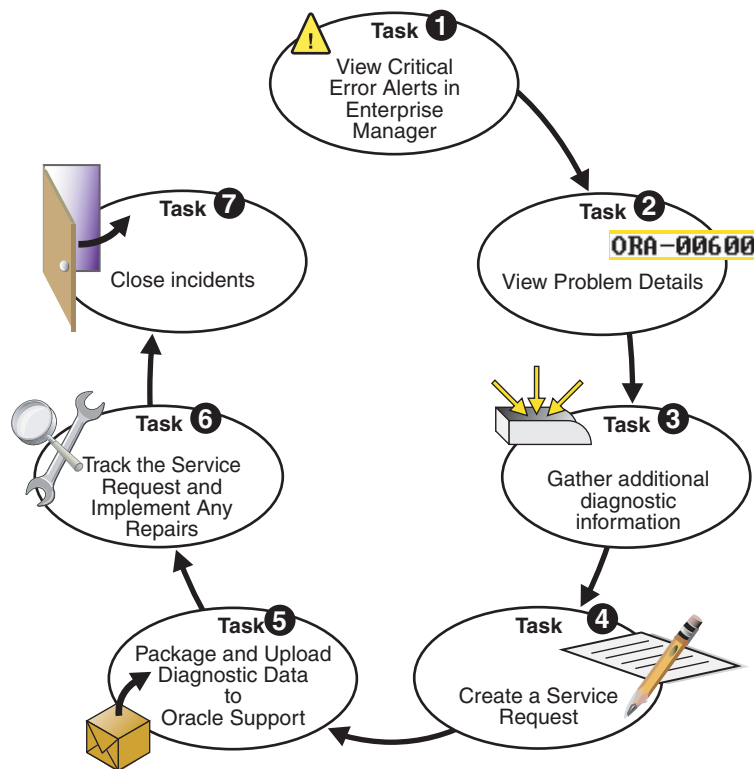 Task 1
!
View Critical
Error Alerts in
Enterprise
Manager
Task 2
ORA-00600
View Problem Details
Task 3
Gather additional
diagnostic
information
Task 4
Create a Service
Request
Task 5
Package and Upload
Diagnostic Data
to
Oracle Support
Task 6
Track the Service
Request and
Implement Any
Repairs
Task 7
Close incidents